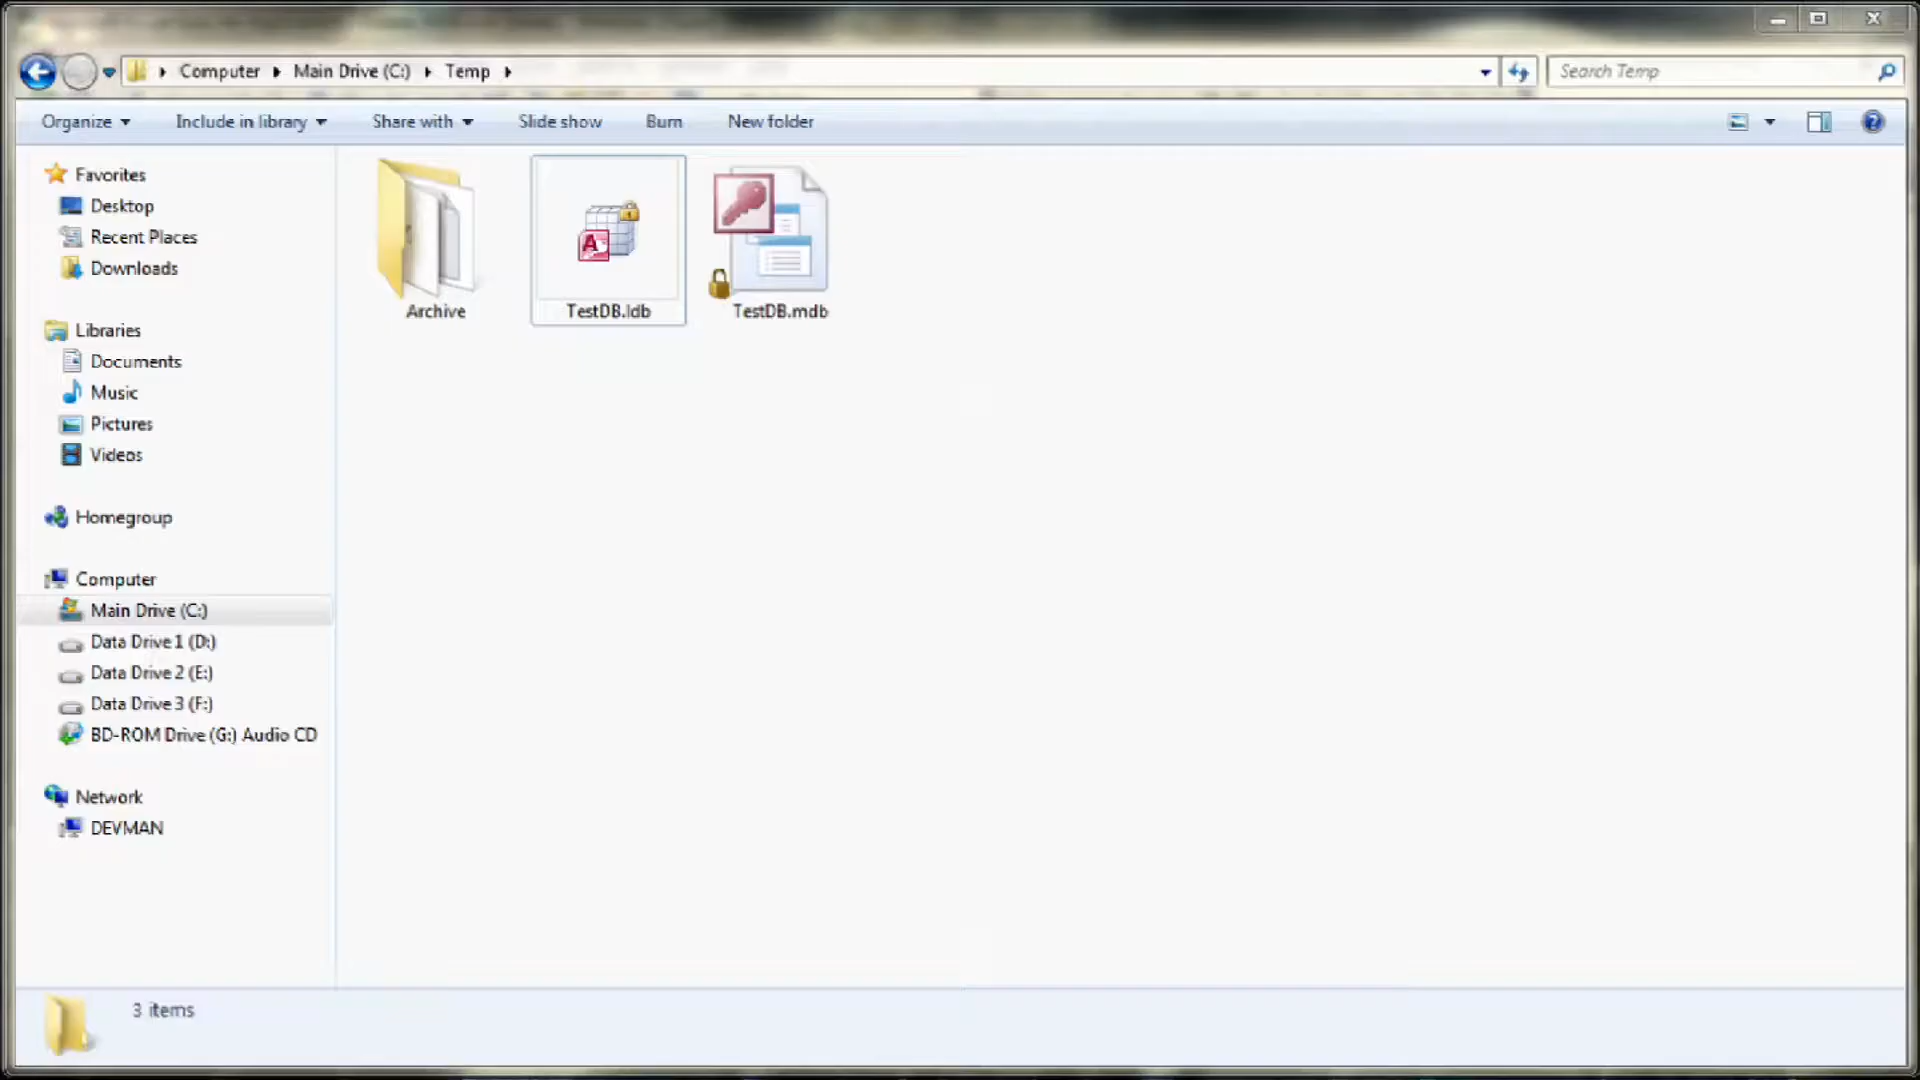 Computer Main Drive (C:) Temp Search Temp
Organize Include in library Share with Slide show Burn New folder
Favorites
Desktop
Recent Places
Downloads
Libraries
Documents
Music
Pictures
Videos
Homegroup
Computer
Main Drive (C:)
Data Drive 1 (D:)
Data Drive 2 (E:)
Data Drive 3 (F:)
BD-ROM Drive (G:) Audio CD
Network
DEVMAN
A
Archive TestDB.ldb TestDB.mdb
3 items